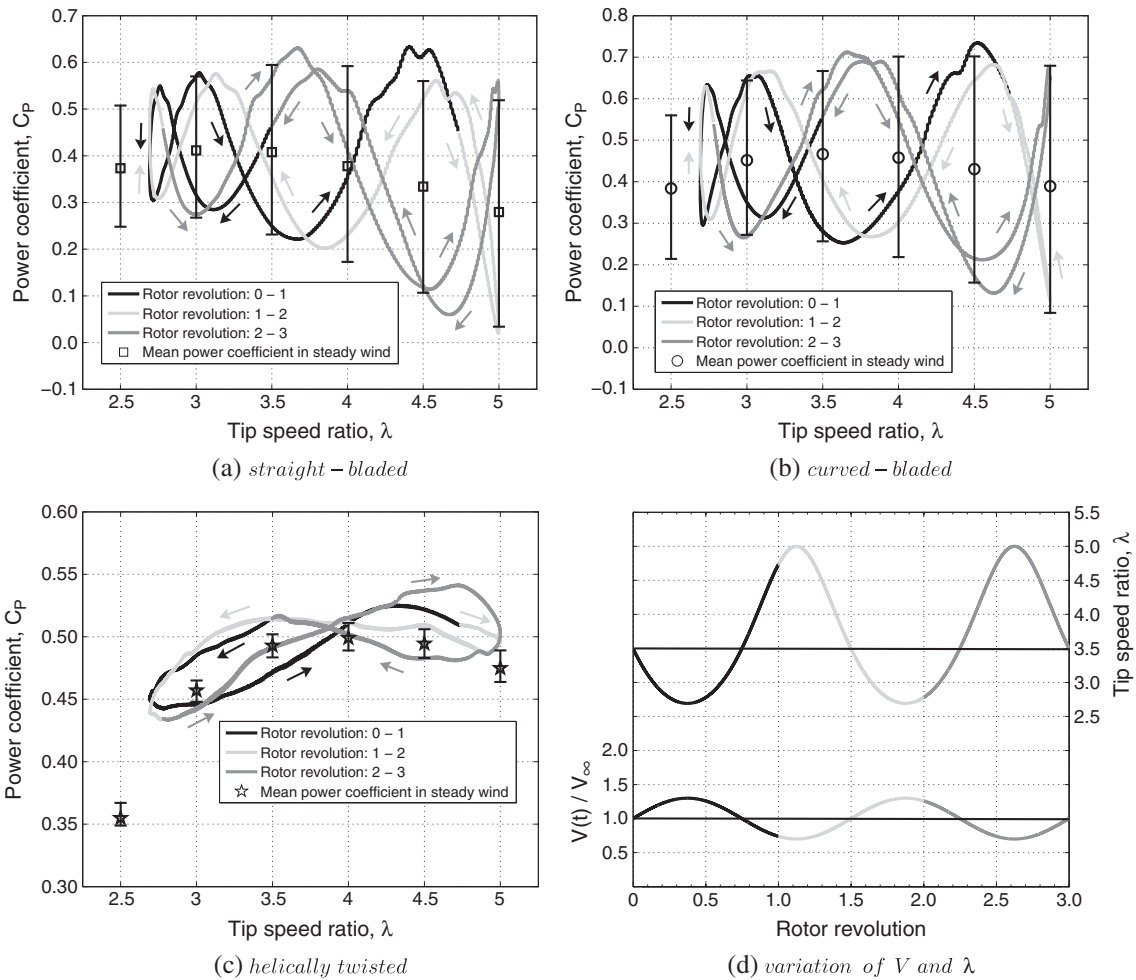 0.7
0.6
0.5
0.4
0.3
0.2
0.1
0.0
−0.1
Power coefficient, C_P
Rotor revolution: 0 − 1
Rotor revolution: 1 − 2
Rotor revolution: 2 − 3
Mean power coefficient in steady wind
2.5 3 3.5 4 4.5 5
Tip speed ratio, λ
(a) straight − bladed
0.8
0.7
0.6
0.5
0.4
0.3
0.2
0.1
0.0
−0.1
Power coefficient, C_P
Rotor revolution: 0 − 1
Rotor revolution: 1 − 2
Rotor revolution: 2 − 3
Mean power coefficient in steady wind
2.5 3 3.5 4 4.5 5
Tip speed ratio, λ
(b) curved − bladed
0.60
0.55
0.50
0.45
0.40
0.35
0.30
Power coefficient, C_P
Rotor revolution: 0 − 1
Rotor revolution: 1 − 2
Rotor revolution: 2 − 3
Mean power coefficient in steady wind
2.5 3 3.5 4 4.5 5
Tip speed ratio, λ
(c) helically twisted
5.5
5.0
4.5
4.0
3.5
3.0
2.5
Tip speed ratio, λ
2.0
1.5
1.0
0.5
V(t) / V_∞
0 0.5 1.0 1.5 2.0 2.5 3.0
Rotor revolution
(d) variation of V and λ